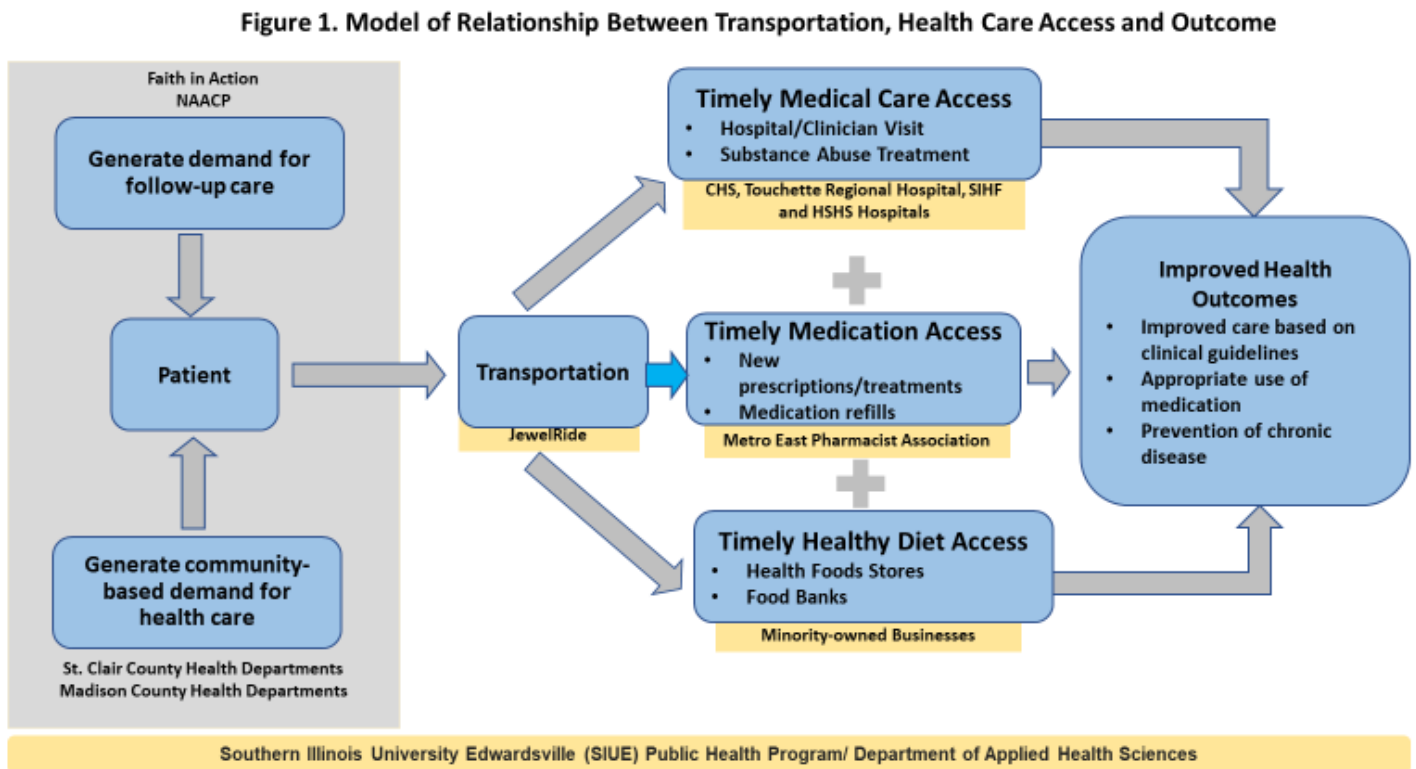 Figure 1. Model of Relationship Between Transportation, Health Care Access and Outcome
Faith in Action
NAACP
Generate demand for
follow-up care
Patient
Generate community-
based demand for
health care
St. Clair County Health Departments
Madison County Health Departments
Transportation
JewelRide
Timely Medical Care Access
• Hospital/Clinician Visit
• Substance Abuse Treatment
CHS, Touchette Regional Hospital, SIHF
and HSHS Hospitals
Timely Medication Access
• New
prescriptions/treatments
• Medication refills
Metro East Pharmacist Association
Timely Healthy Diet Access
• Health Foods Stores
• Food Banks
Minority-owned Businesses
Improved Health
Outcomes
• Improved care based on
clinical guidelines
• Appropriate use of
medication
• Prevention of chronic
disease
Southern Illinois University Edwardsville (SIUE) Public Health Program/ Department of Applied Health Sciences